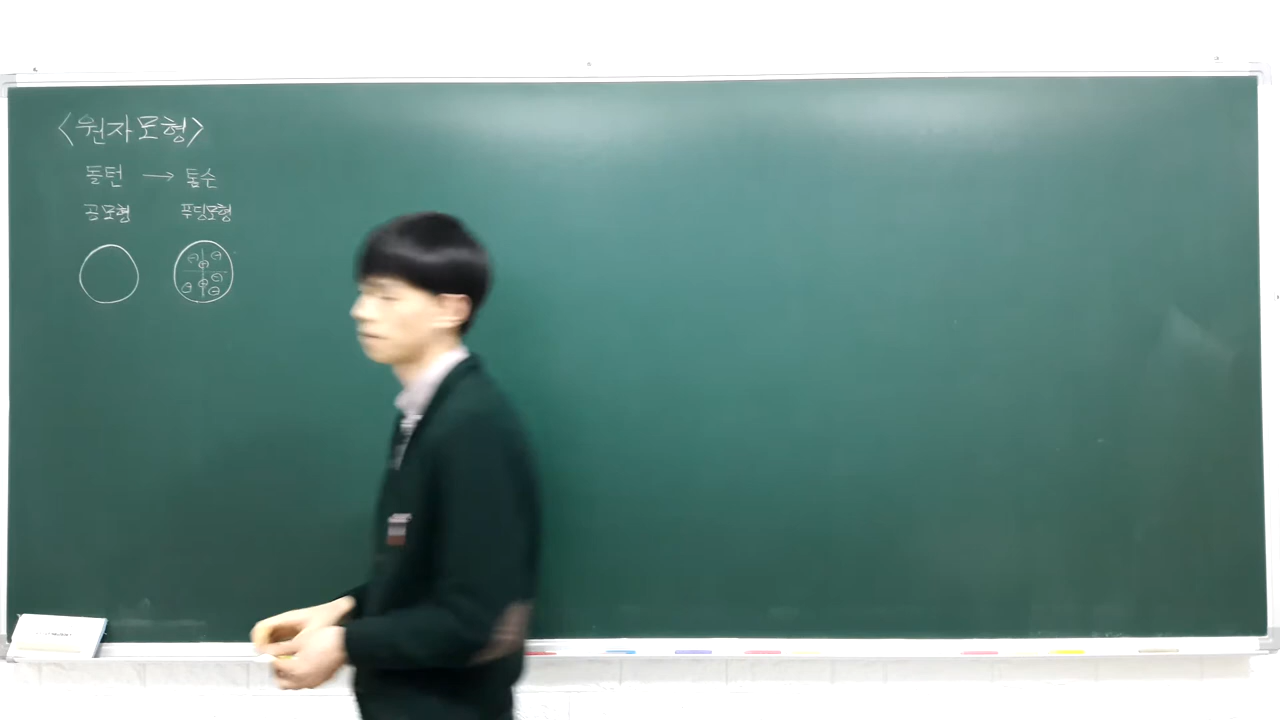 <원자모형>
돌턴 → 톰슨
공모형 푸딩모형